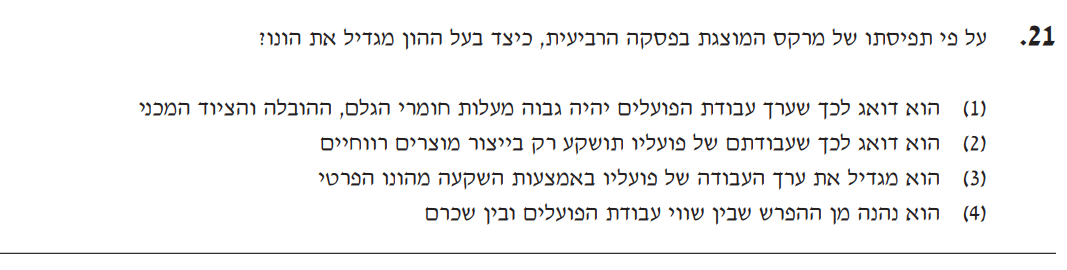 21. על פי תפיסתו של מרקס המוצגת בפסקה הרביעית, כיצד בעל ההון מגדיל את הונו?
(1) הוא דואג לכך שערך עבודת הפועלים יהיה גבוה מעלות חומרי הגלם, ההובלה והציוד המכני
(2) הוא דואג לכך שעבודתם של פועליו תושקע רק בייצור מוצרים רווחיים
(3) הוא מגדיל את ערך העבודה של פועליו באמצעות השקעה מהונו הפרטי
(4) הוא נהנה מן ההפרש שבין שווי עבודת הפועלים ובין שכרם